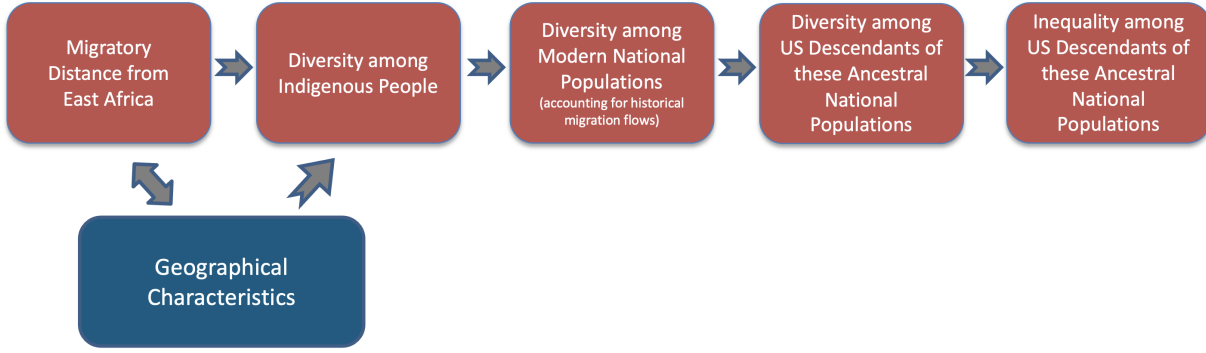 Migratory
Distance from
East Africa
Diversity among
Indigenous People
Diversity among
Modern National
Populations
(accounting for historical
migration flows)
Diversity among
US Descendants of
these Ancestral
National
Populations
Inequality among
US Descendants of
these Ancestral
National
Populations
Geographical
Characteristics